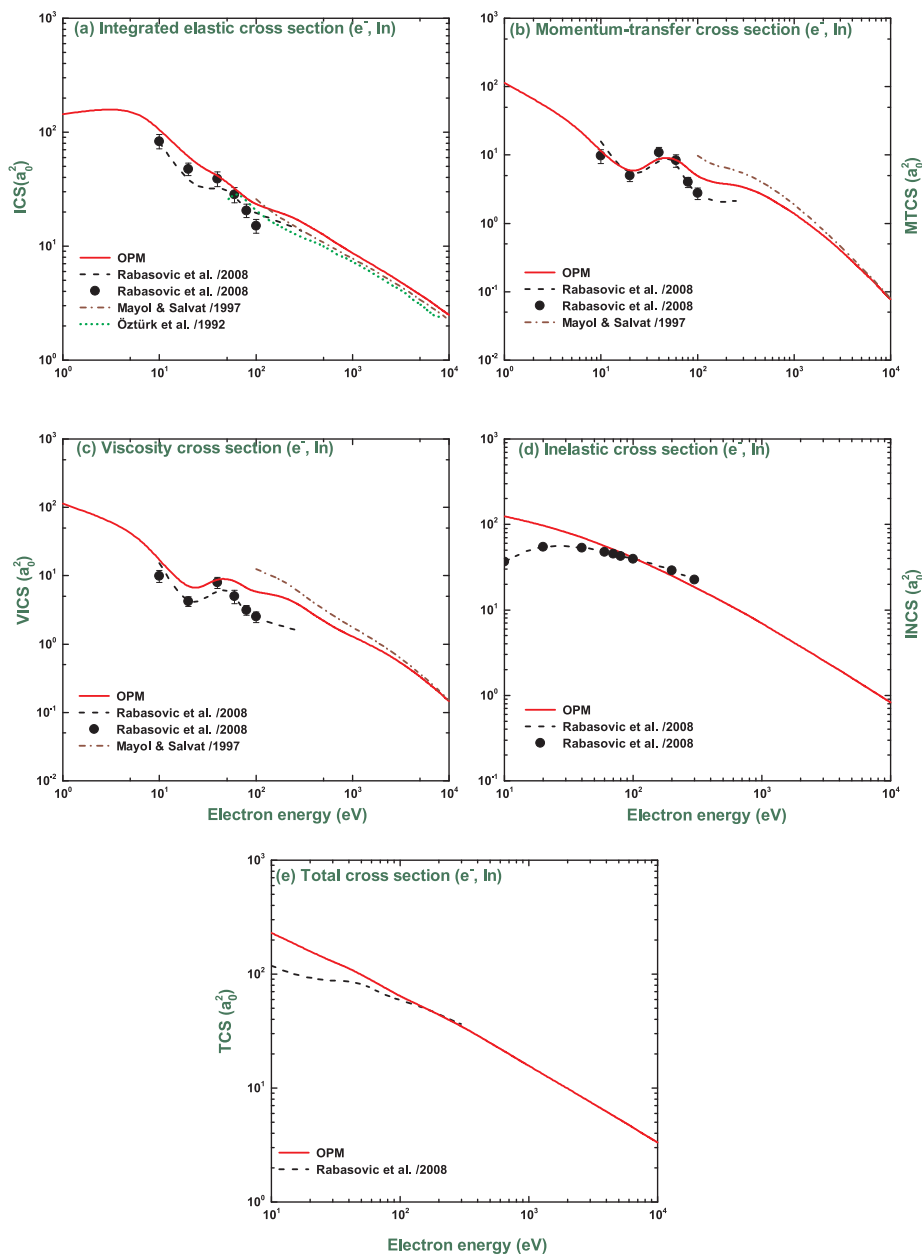 (a) Integrated elastic cross section (e⁻, In)
10³
10²
10¹
10⁰
ICS(a₀²)
OPM
Rabasovic et al. /2008
Rabasovic et al. /2008
Mayol & Salvat /1997
Öztürk et al. /1992
10⁰ 10¹ 10² 10³ 10⁴
(b) Momentum-transfer cross section (e⁻, In)
10³
10²
10¹
10⁰
10⁻¹
10⁻²
MTCS (a₀²)
OPM
Rabasovic et al. /2008
Rabasovic et al. /2008
Mayol & Salvat /1997
10⁰ 10¹ 10² 10³ 10⁴
(c) Viscosity cross section (e⁻, In)
10³
10²
10¹
10⁰
10⁻¹
10⁻²
VICS (a₀²)
OPM
Rabasovic et al. /2008
Rabasovic et al. /2008
Mayol & Salvat /1997
10⁰ 10¹ 10² 10³ 10⁴
Electron energy (eV)
(d) Inelastic cross section (e⁻, In)
10³
10²
10¹
10⁰
10⁻¹
INCS (a₀²)
OPM
Rabasovic et al. /2008
Rabasovic et al. /2008
10¹ 10² 10³ 10⁴
Electron energy (eV)
(e) Total cross section (e⁻, In)
10³
10²
10¹
10⁰
TCS (a₀²)
OPM
Rabasovic et al. /2008
10¹ 10² 10³ 10⁴
Electron energy (eV)